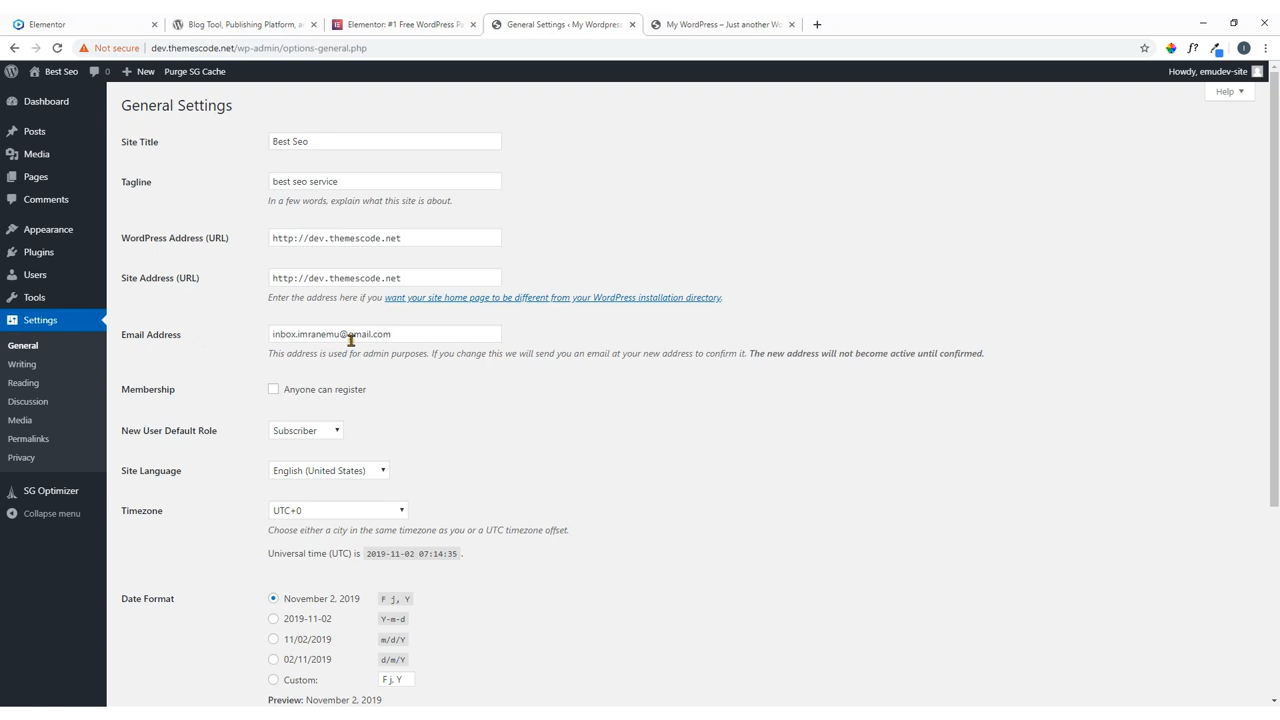 Elementor
Blog Tool, Publishing Platform, a
Elementor: #1 Free WordPress Pa
General Settings ‹ My Wordpress
My WordPress – Just another Wo
Not secure dev.themescode.net/wp-admin/options-general.php
f?
I
Best Seo 0 New Purge SG Cache Howdy, emudev-site
Help
Dashboard
Posts
Media
Pages
Comments
Appearance
Plugins
Users
Tools
Settings
General
Writing
Reading
Discussion
Media
Permalinks
Privacy
SG Optimizer
Collapse menu
General Settings
Site Title Best Seo
Tagline best seo service
In a few words, explain what this site is about.
WordPress Address (URL) http://dev.themescode.net
Site Address (URL) http://dev.themescode.net
Enter the address here if you want your site home page to be different from your WordPress installation directory.
Email Address inbox.imranemu@gmail.com
This address is used for admin purposes. If you change this we will send you an email at your new address to confirm it. The new address will not become active until confirmed.
Membership Anyone can register
New User Default Role Subscriber
Site Language English (United States)
Timezone UTC+0
Choose either a city in the same timezone as you or a UTC timezone offset.
Universal time (UTC) is 2019-11-02 07:14:35 .
Date Format November 2, 2019 F j, Y
2019-11-02 Y-m-d
11/02/2019 m/d/Y
02/11/2019 d/m/Y
Custom: F j, Y
Preview: November 2, 2019